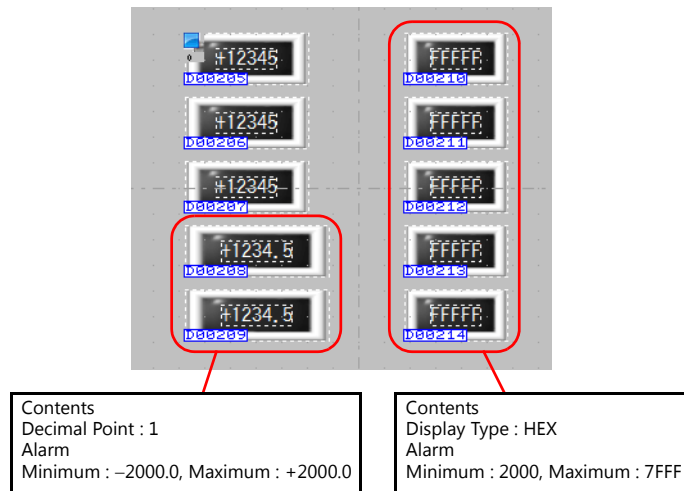 +12345
D00205
+12345
D00206
+12345
D00207
+1234.5
D00208
+1234.5
D00209
FFFFF
D00210
FFFFF
D00211
FFFFF
D00212
FFFFF
D00213
FFFFF
D00214
Contents
Decimal Point : 1
Alarm
Minimum : −2000.0, Maximum : +2000.0
Contents
Display Type : HEX
Alarm
Minimum : 2000, Maximum : 7FFF